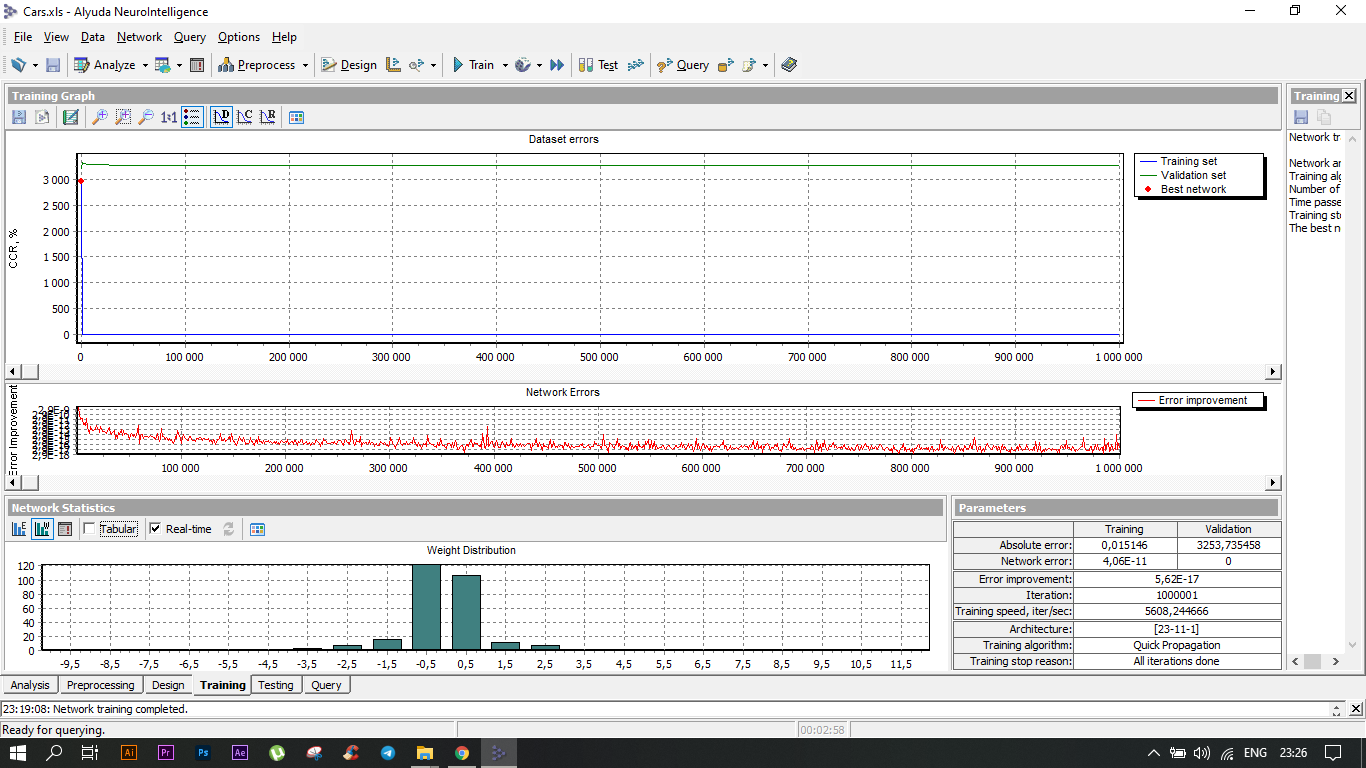 Cars.xls - Alyuda NeuroIntelligence
File View Data Network Query Options Help
Analyze Preprocess Design Train Test Query
Training Graph
Training
1:1 D C R
Dataset errors
CCR, %
3 000
2 500
2 000
1 500
1 000
500
0
0 100 000 200 000 300 000 400 000 500 000 600 000 700 000 800 000 900 000 1 000 000
Training set
Validation set
Best network
Network tr
Network ar
Training alg
Number of
Time passe
Training sto
The best n
Network Errors
Error improvement
2,9E-9
100 000 200 000 300 000 400 000 500 000 600 000 700 000 800 000 900 000 1 000 000
Error improvement
Network Statistics
Tabular Real-time
Weight Distribution
120
100
80
60
40
20
0
-9,5 -8,5 -7,5 -6,5 -5,5 -4,5 -3,5 -2,5 -1,5 -0,5 0,5 1,5 2,5 3,5 4,5 5,5 6,5 7,5 8,5 9,5 10,5 11,5
Parameters
Training Validation
Absolute error: 0,015146 3253,735458
Network error: 4,06E-11 0
Error improvement: 5,62E-17
Iteration: 1000001
Training speed, iter/sec: 5608,244666
Architecture: [23-11-1]
Training algorithm: Quick Propagation
Training stop reason: All iterations done
Analysis Preprocessing Design Training Testing Query
23:19:08: Network training completed.
Ready for querying.
00:02:58
Ai Pr Ps Ae
ENG 23:26